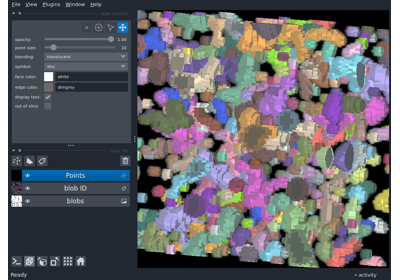 File View Plugins Window Help
opacity: 1.00
point size: 10
blending: translucent
symbol: disc
face color: white
edge color: dimgrey
display text: ✓
out of slice:
Points
blob ID
blobs
Ready
activity